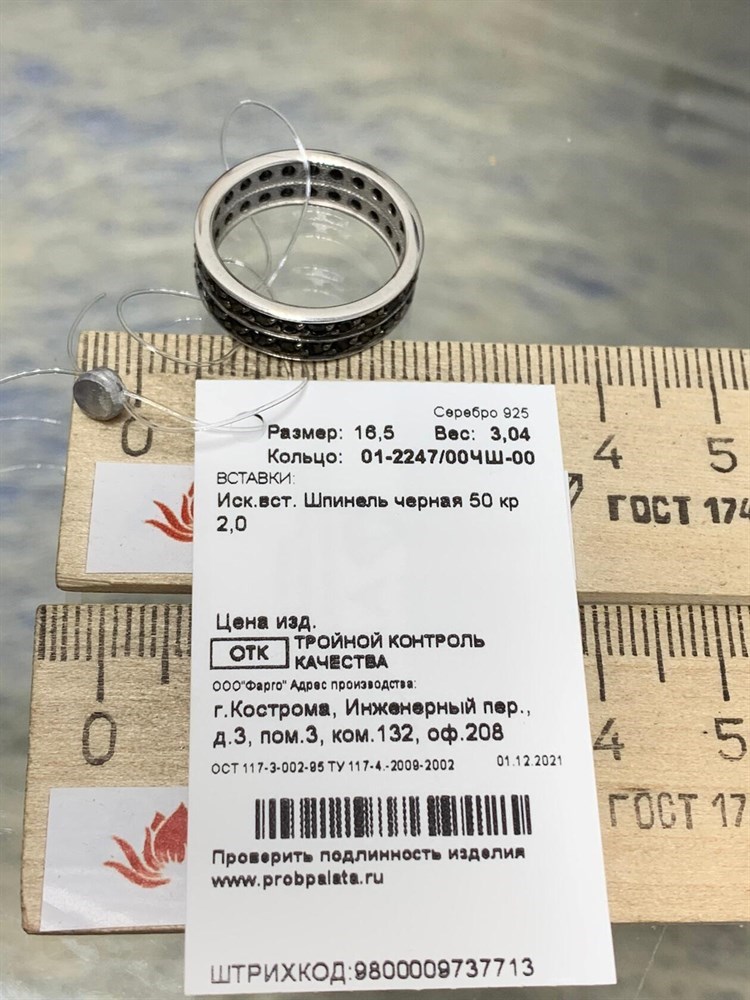 Серебро 925
Размер: 16,5 Вес: 3,04
Кольцо: 01-2247/00ЧШ-00
ВСТАВКИ:
Иск.вст. Шпинель черная 50 кр
2,0
Цена изд.
ОТК ТРОЙНОЙ КОНТРОЛЬ
КАЧЕСТВА
ООО"Фарго" Адрес производства:
г.Кострома, Инженерный пер.,
д.3, пом.3, ком.132, оф.208
ОСТ 117-3-002-95 ТУ 117-4.-2009-2002 01.12.2021
Проверить подлинность изделия
www.probpalata.ru
ШТРИХКОД:9800009737713
0 4 5
ГОСТ 174
0 4 5
ГОСТ 17